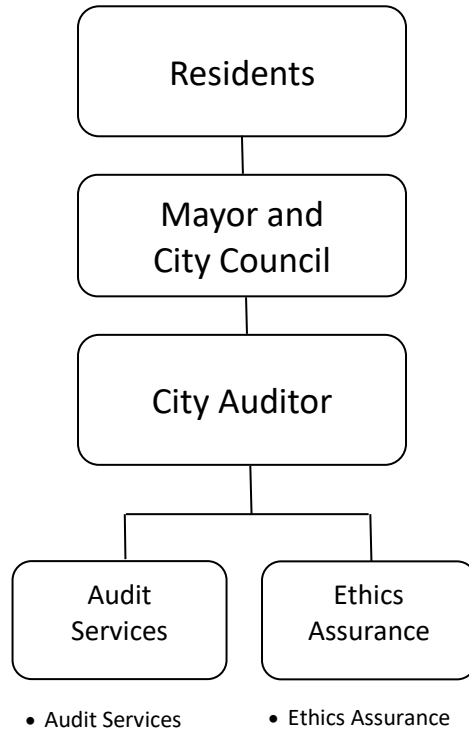 Residents
Mayor and
City Council
City Auditor
Audit
Services
Ethics
Assurance
• Audit Services
• Ethics Assurance